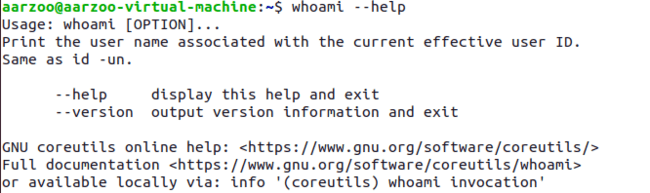 aarzoo@aarzoo-virtual-machine:~$ whoami --help
Usage: whoami [OPTION]...
Print the user name associated with the current effective user ID.
Same as id -un.

      --help     display this help and exit
      --version  output version information and exit

GNU coreutils online help: <https://www.gnu.org/software/coreutils/>
Full documentation <https://www.gnu.org/software/coreutils/whoami>
or available locally via: info '(coreutils) whoami invocation'